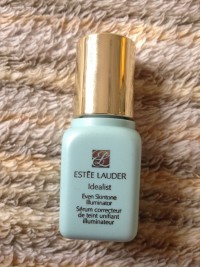 ESTĒE LAUDER
Idealist
Even Skintone
Illuminator
Sérum correcteur
de teint unifiant
illuminateur